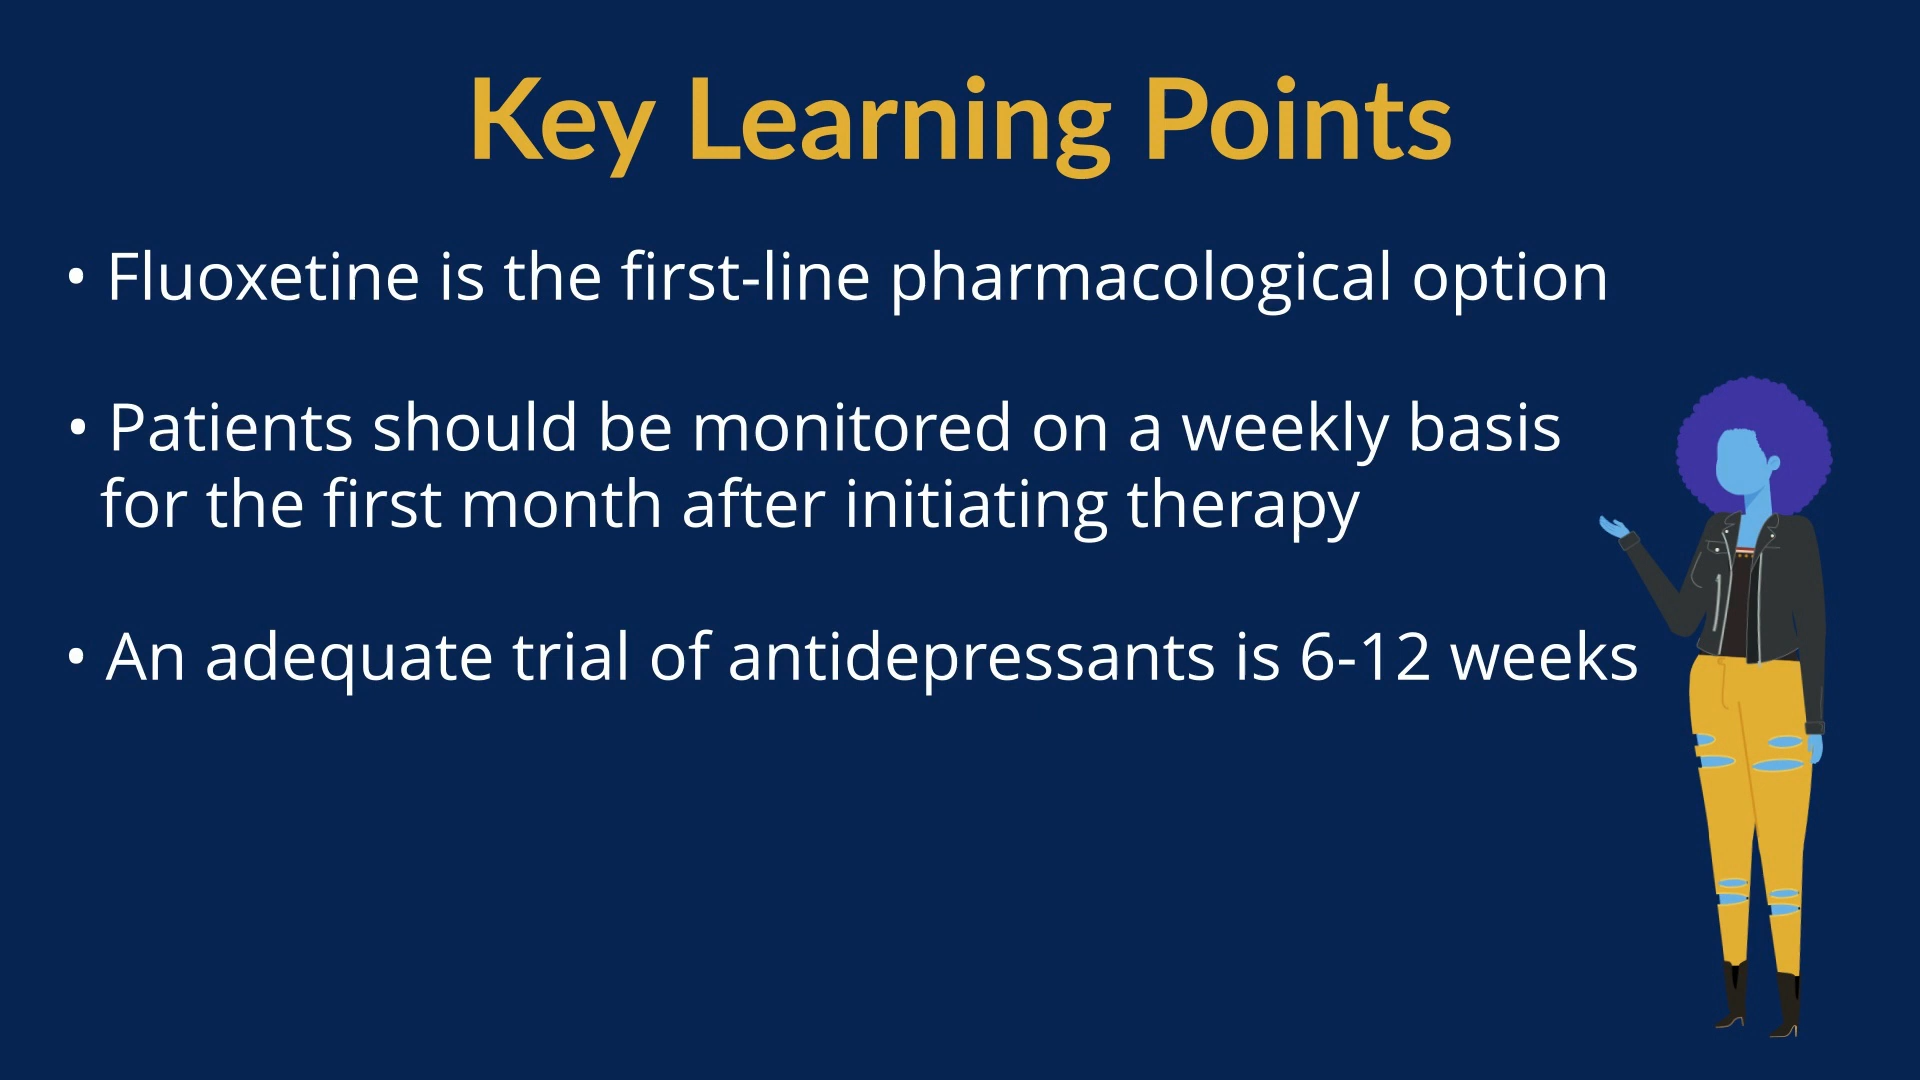 Key Learning Points
• Fluoxetine is the first-line pharmacological option
• Patients should be monitored on a weekly basis
for the first month after initiating therapy
• An adequate trial of antidepressants is 6-12 weeks